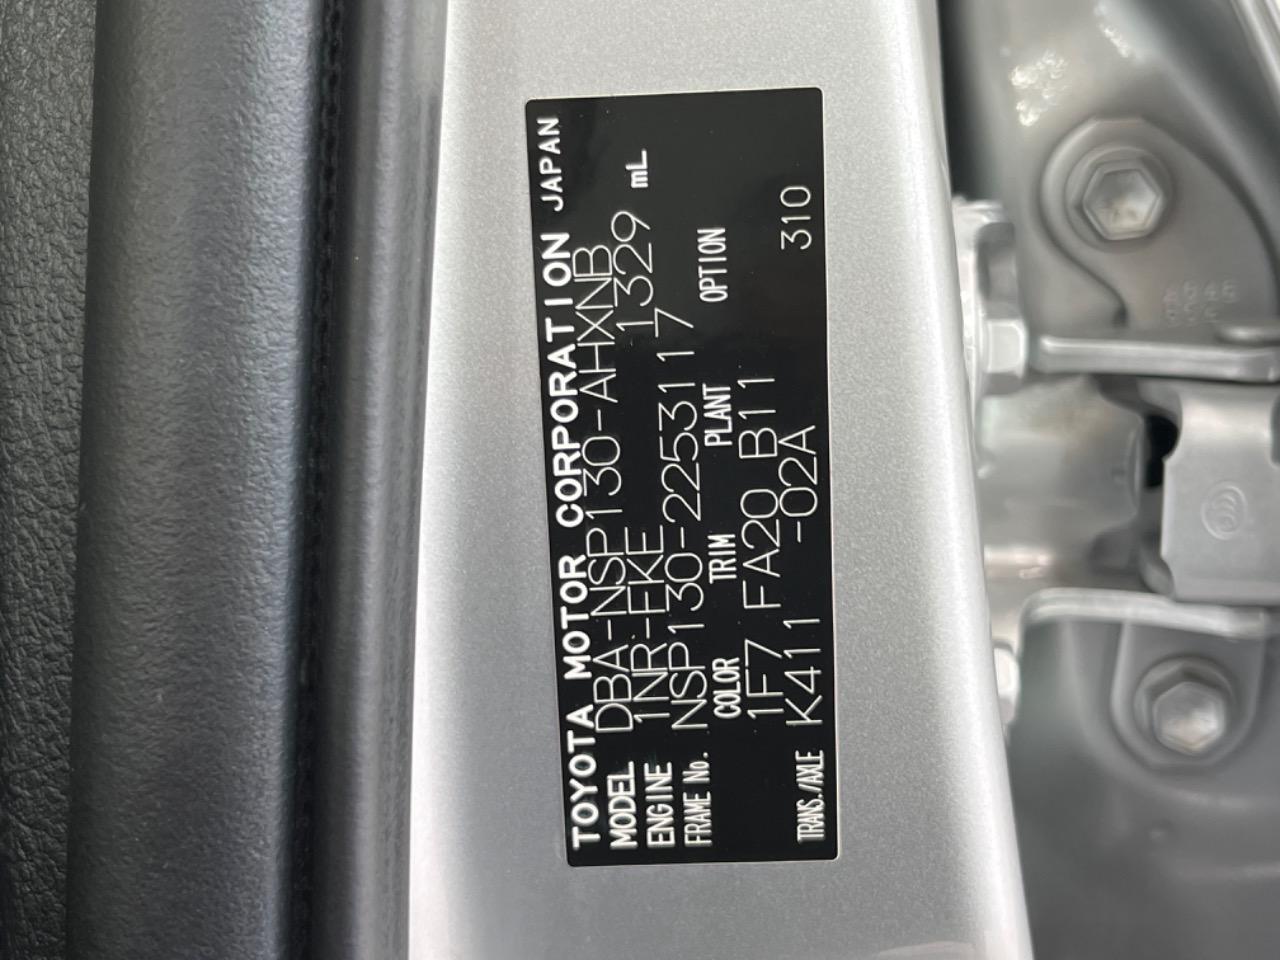 TOYOTA MOTOR CORPORATION JAPAN
MODEL DBA-NSP130-AHXNB
ENGINE 1NR-FKE 1329 mL
FRAME No. NSP130-2253117
COLOR TRIM PLANT OPTION
1F7 FA20 B11
TRANS./AXLE K411 -02A 310